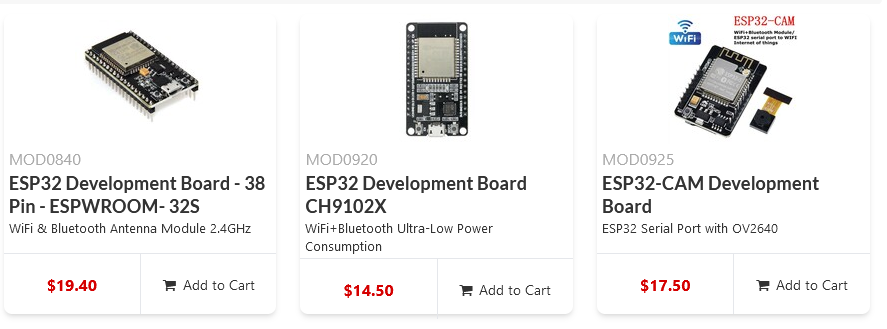 MOD0840
ESP32 Development Board - 38
Pin - ESPWROOM- 32S
WiFi & Bluetooth Antenna Module 2.4GHz
$19.40
Add to Cart
MOD0920
ESP32 Development Board
CH9102X
WiFi+Bluetooth Ultra-Low Power
Consumption
$14.50
Add to Cart
WiFi
ESP32-CAM
WiFi+Bluetooth Module/
ESP32 serial port to WIFI
Internet of things
MOD0925
ESP32-CAM Development
Board
ESP32 Serial Port with OV2640
$17.50
Add to Cart